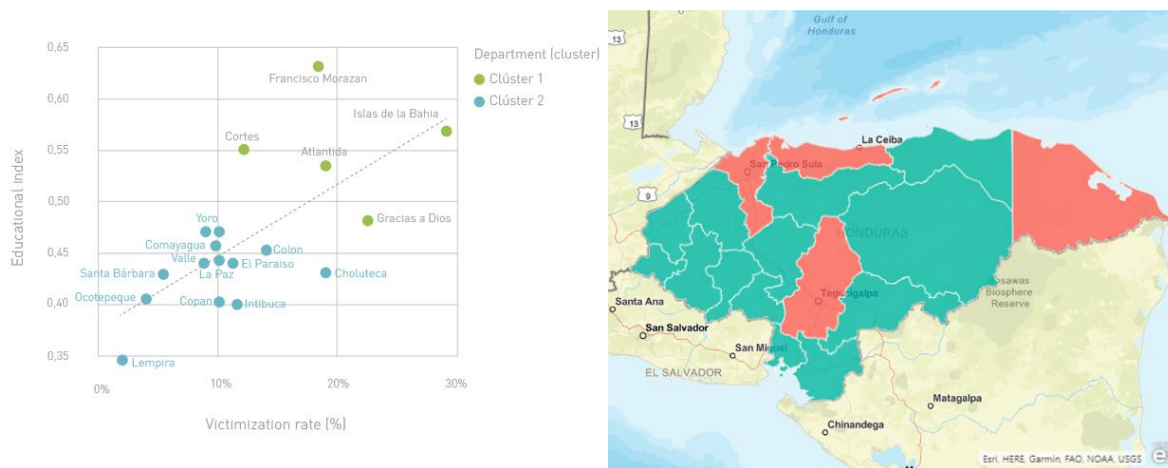 0,65
0,60
0,55
0,50
0,45
0,40
0,35
Educational Index
Francisco Morazan
Islas de la Bahia
Cortes
Atlantida
Gracias a Dios
Yoro
Comayagua
Colon
Valle
El Paraiso
Santa Bárbara
La Paz
Choluteca
Ocotepeque
Copan
Intibuca
Lempira
0%
10%
20%
30%
Victimization rate (%)
Department (cluster)
Clúster 1
Clúster 2
Gulf of
Honduras
13
13
9
La Ceiba
San Pedro Sula
HONDURAS
Tegucigalpa
Biosphere
Reserve
Santa Ana
San Salvador
San Miguel
EL SALVADOR
Matagalpa
Chinandega
Esri, HERE, Garmin, FAO, NOAA, USGS